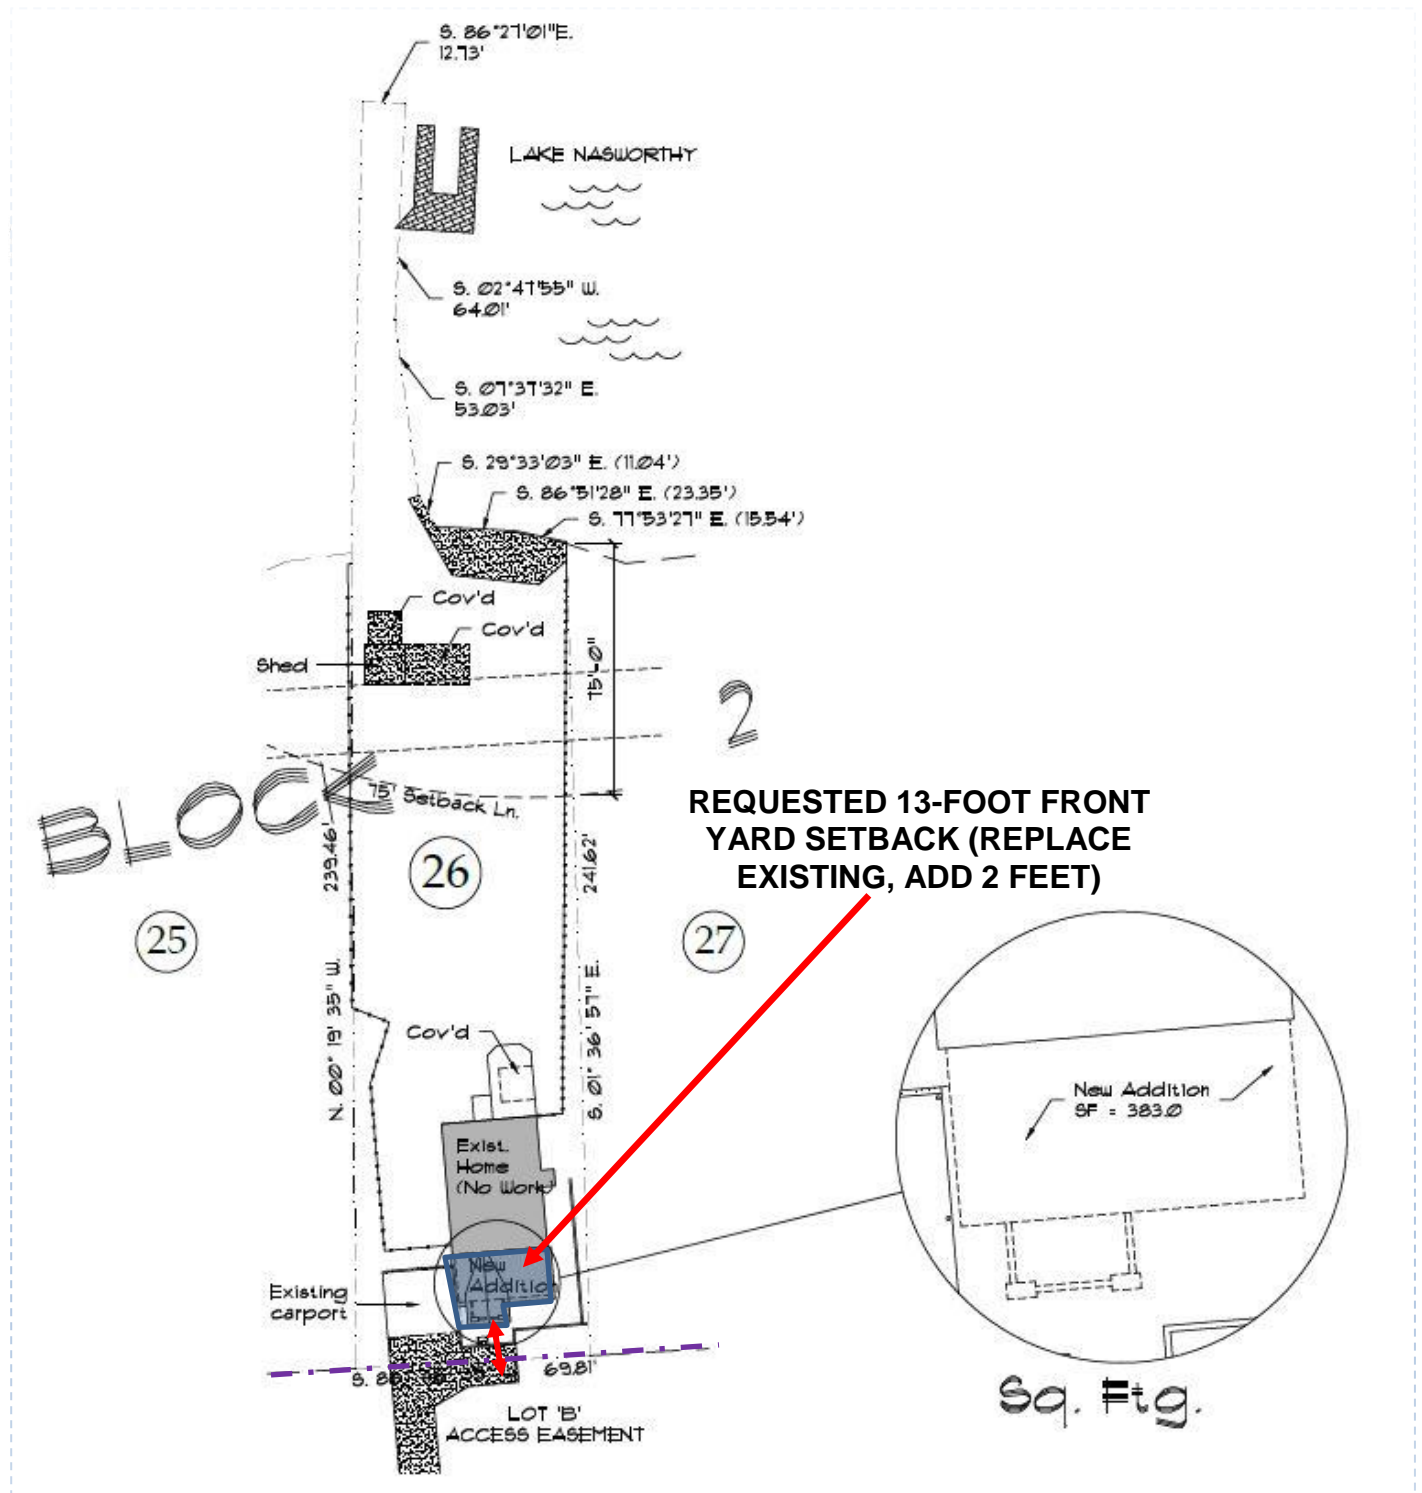 S. 86°27'01"E.
12.73'
LAKE NASWORTHY
S. 02°47'55" W.
64.01'
S. 07°37'32" E.
53.03'
S. 29°33'03" E. (11.04')
S. 86°51'28" E. (23.35')
S. 77°53'27" E. (15.54')
Cov'd
Cov'd
Shed
75'-0"
2
BLOCK
75' Setback Ln.
REQUESTED 13-FOOT FRONT
YARD SETBACK (REPLACE
EXISTING, ADD 2 FEET)
239.46'
241.62'
26
25
27
N. 00° 19' 35" W.
S. 01° 36' 57" E.
Cov'd
New Addition
SF = 383.0
Exist.
Home
(No Work)
New
Addition
Existing
carport
69.81'
LOT 'B'
ACCESS EASEMENT
Sq. Ftg.